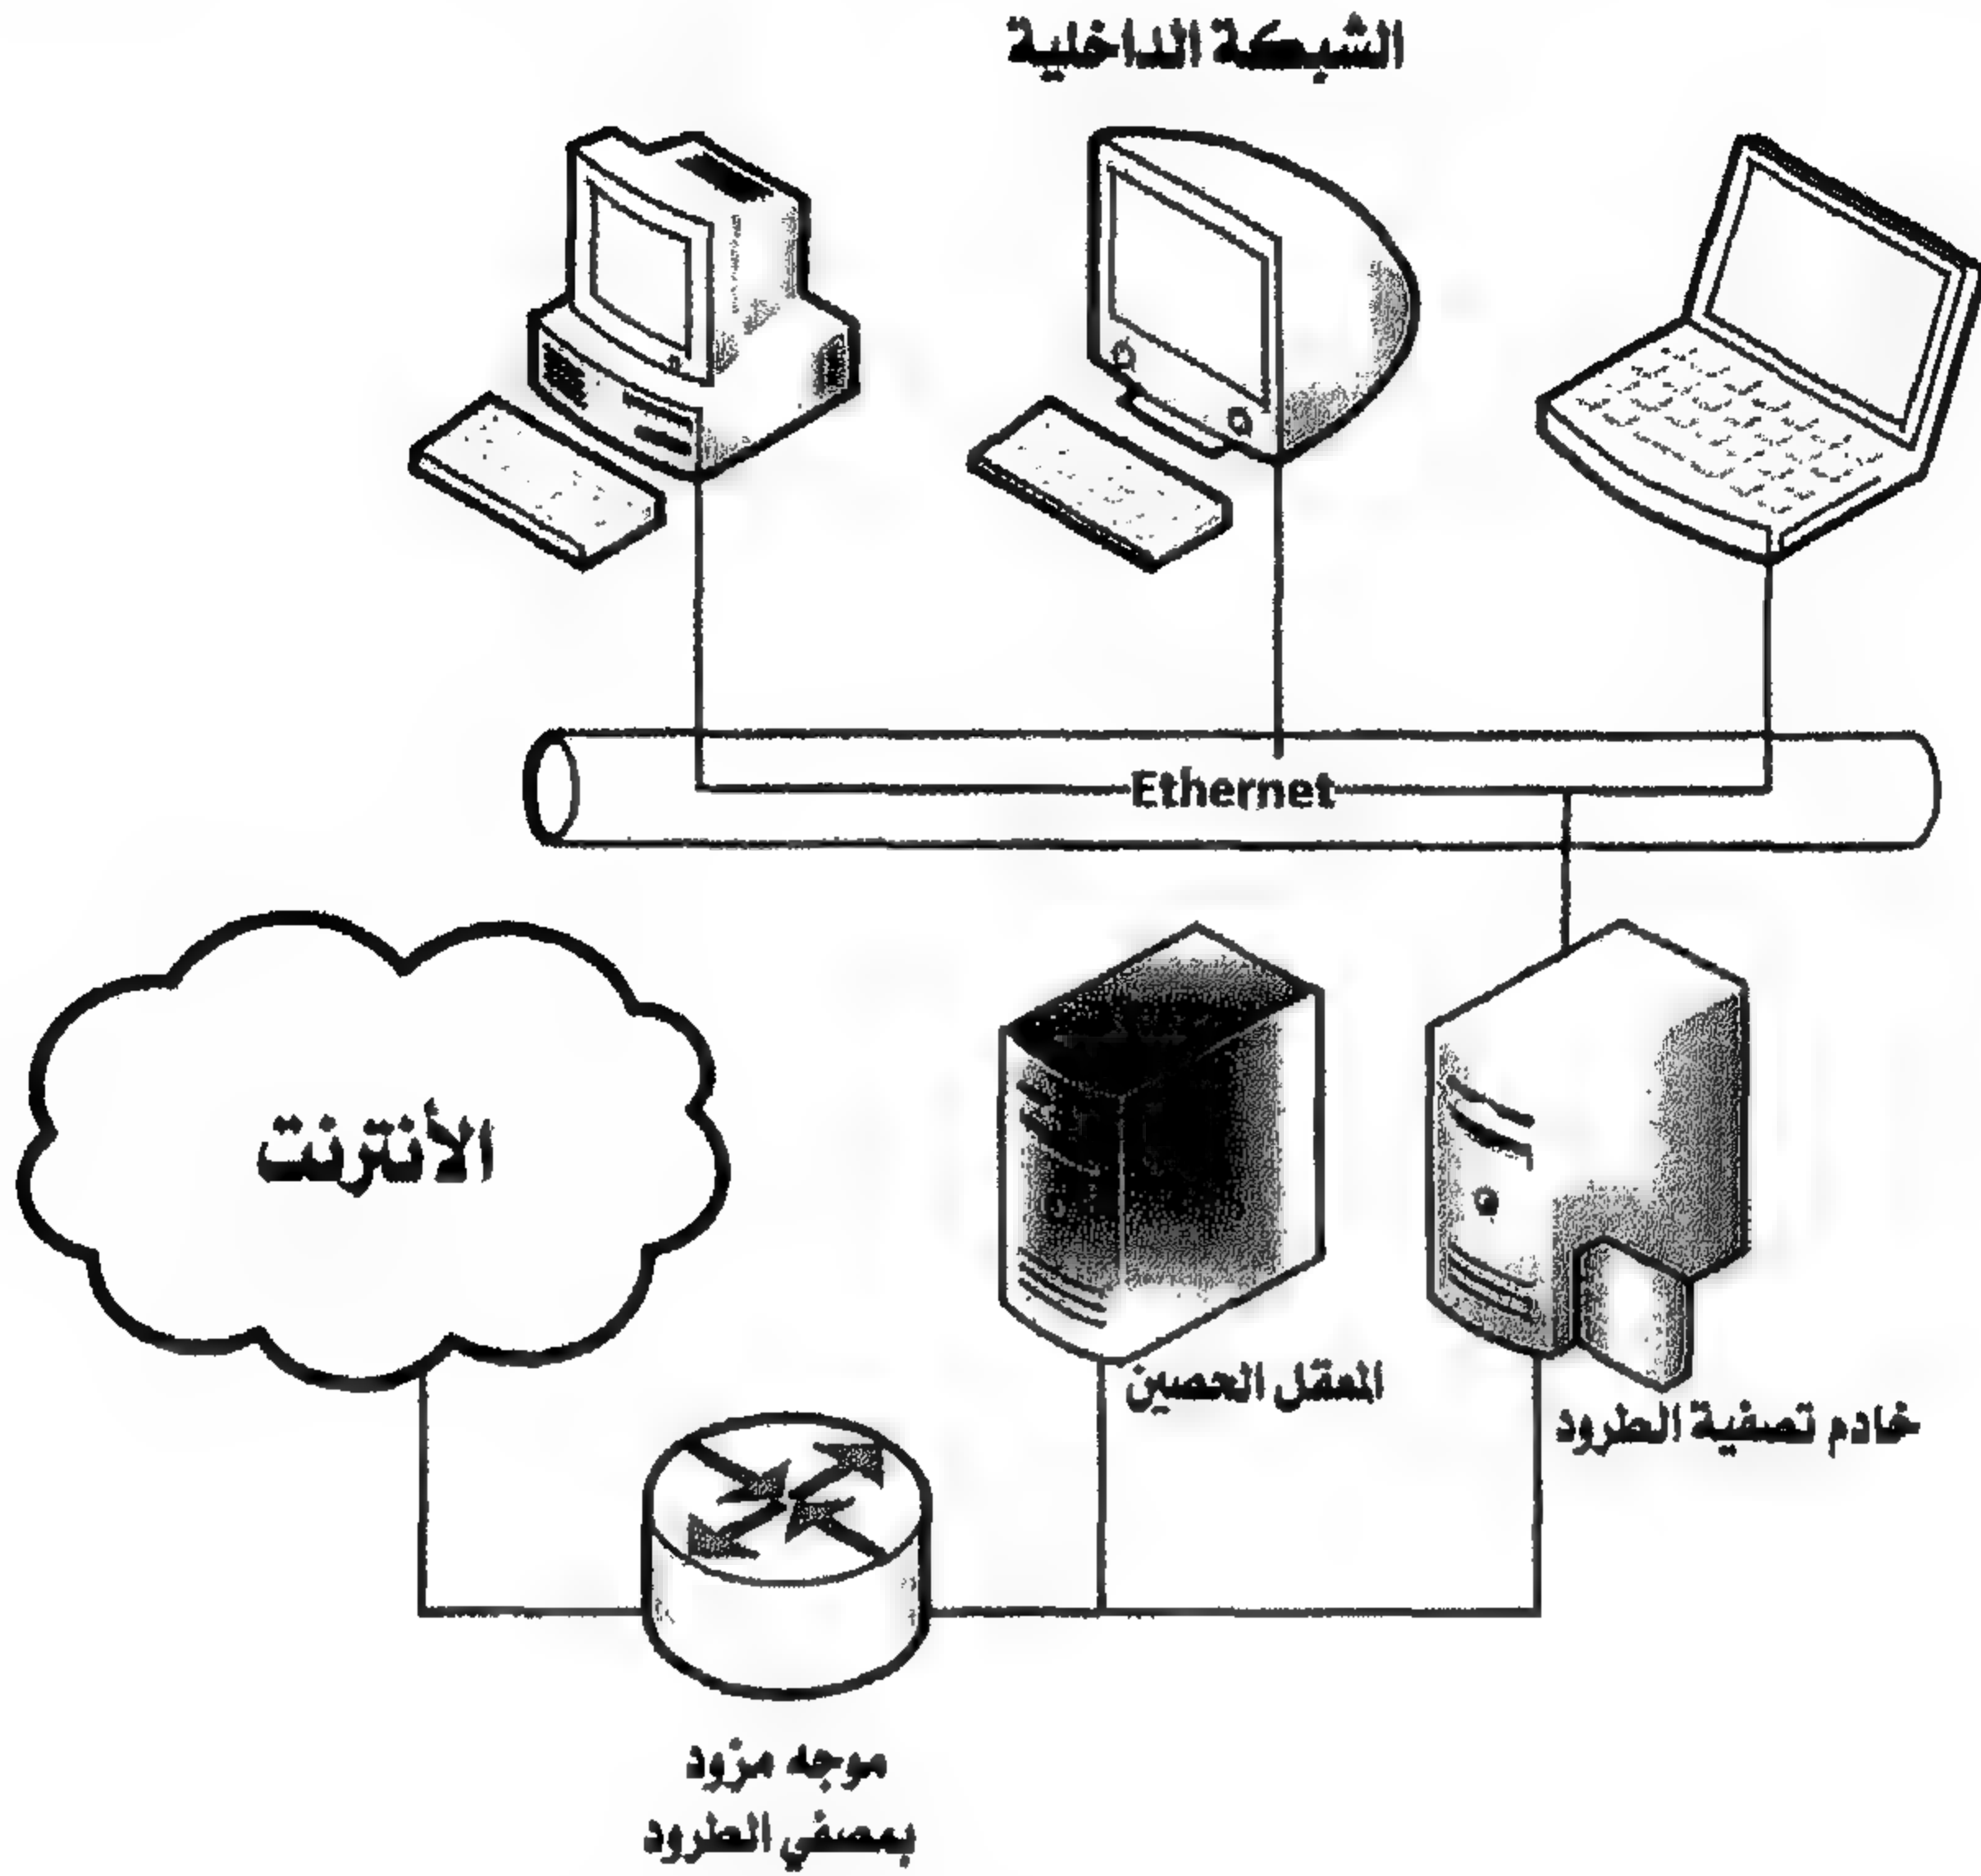 الشبكة الداخلية
Ethernet
الأنترنت
المعقل الحصين
خادم تصفية الطرود
موجه مزود
بمصفي الطرود